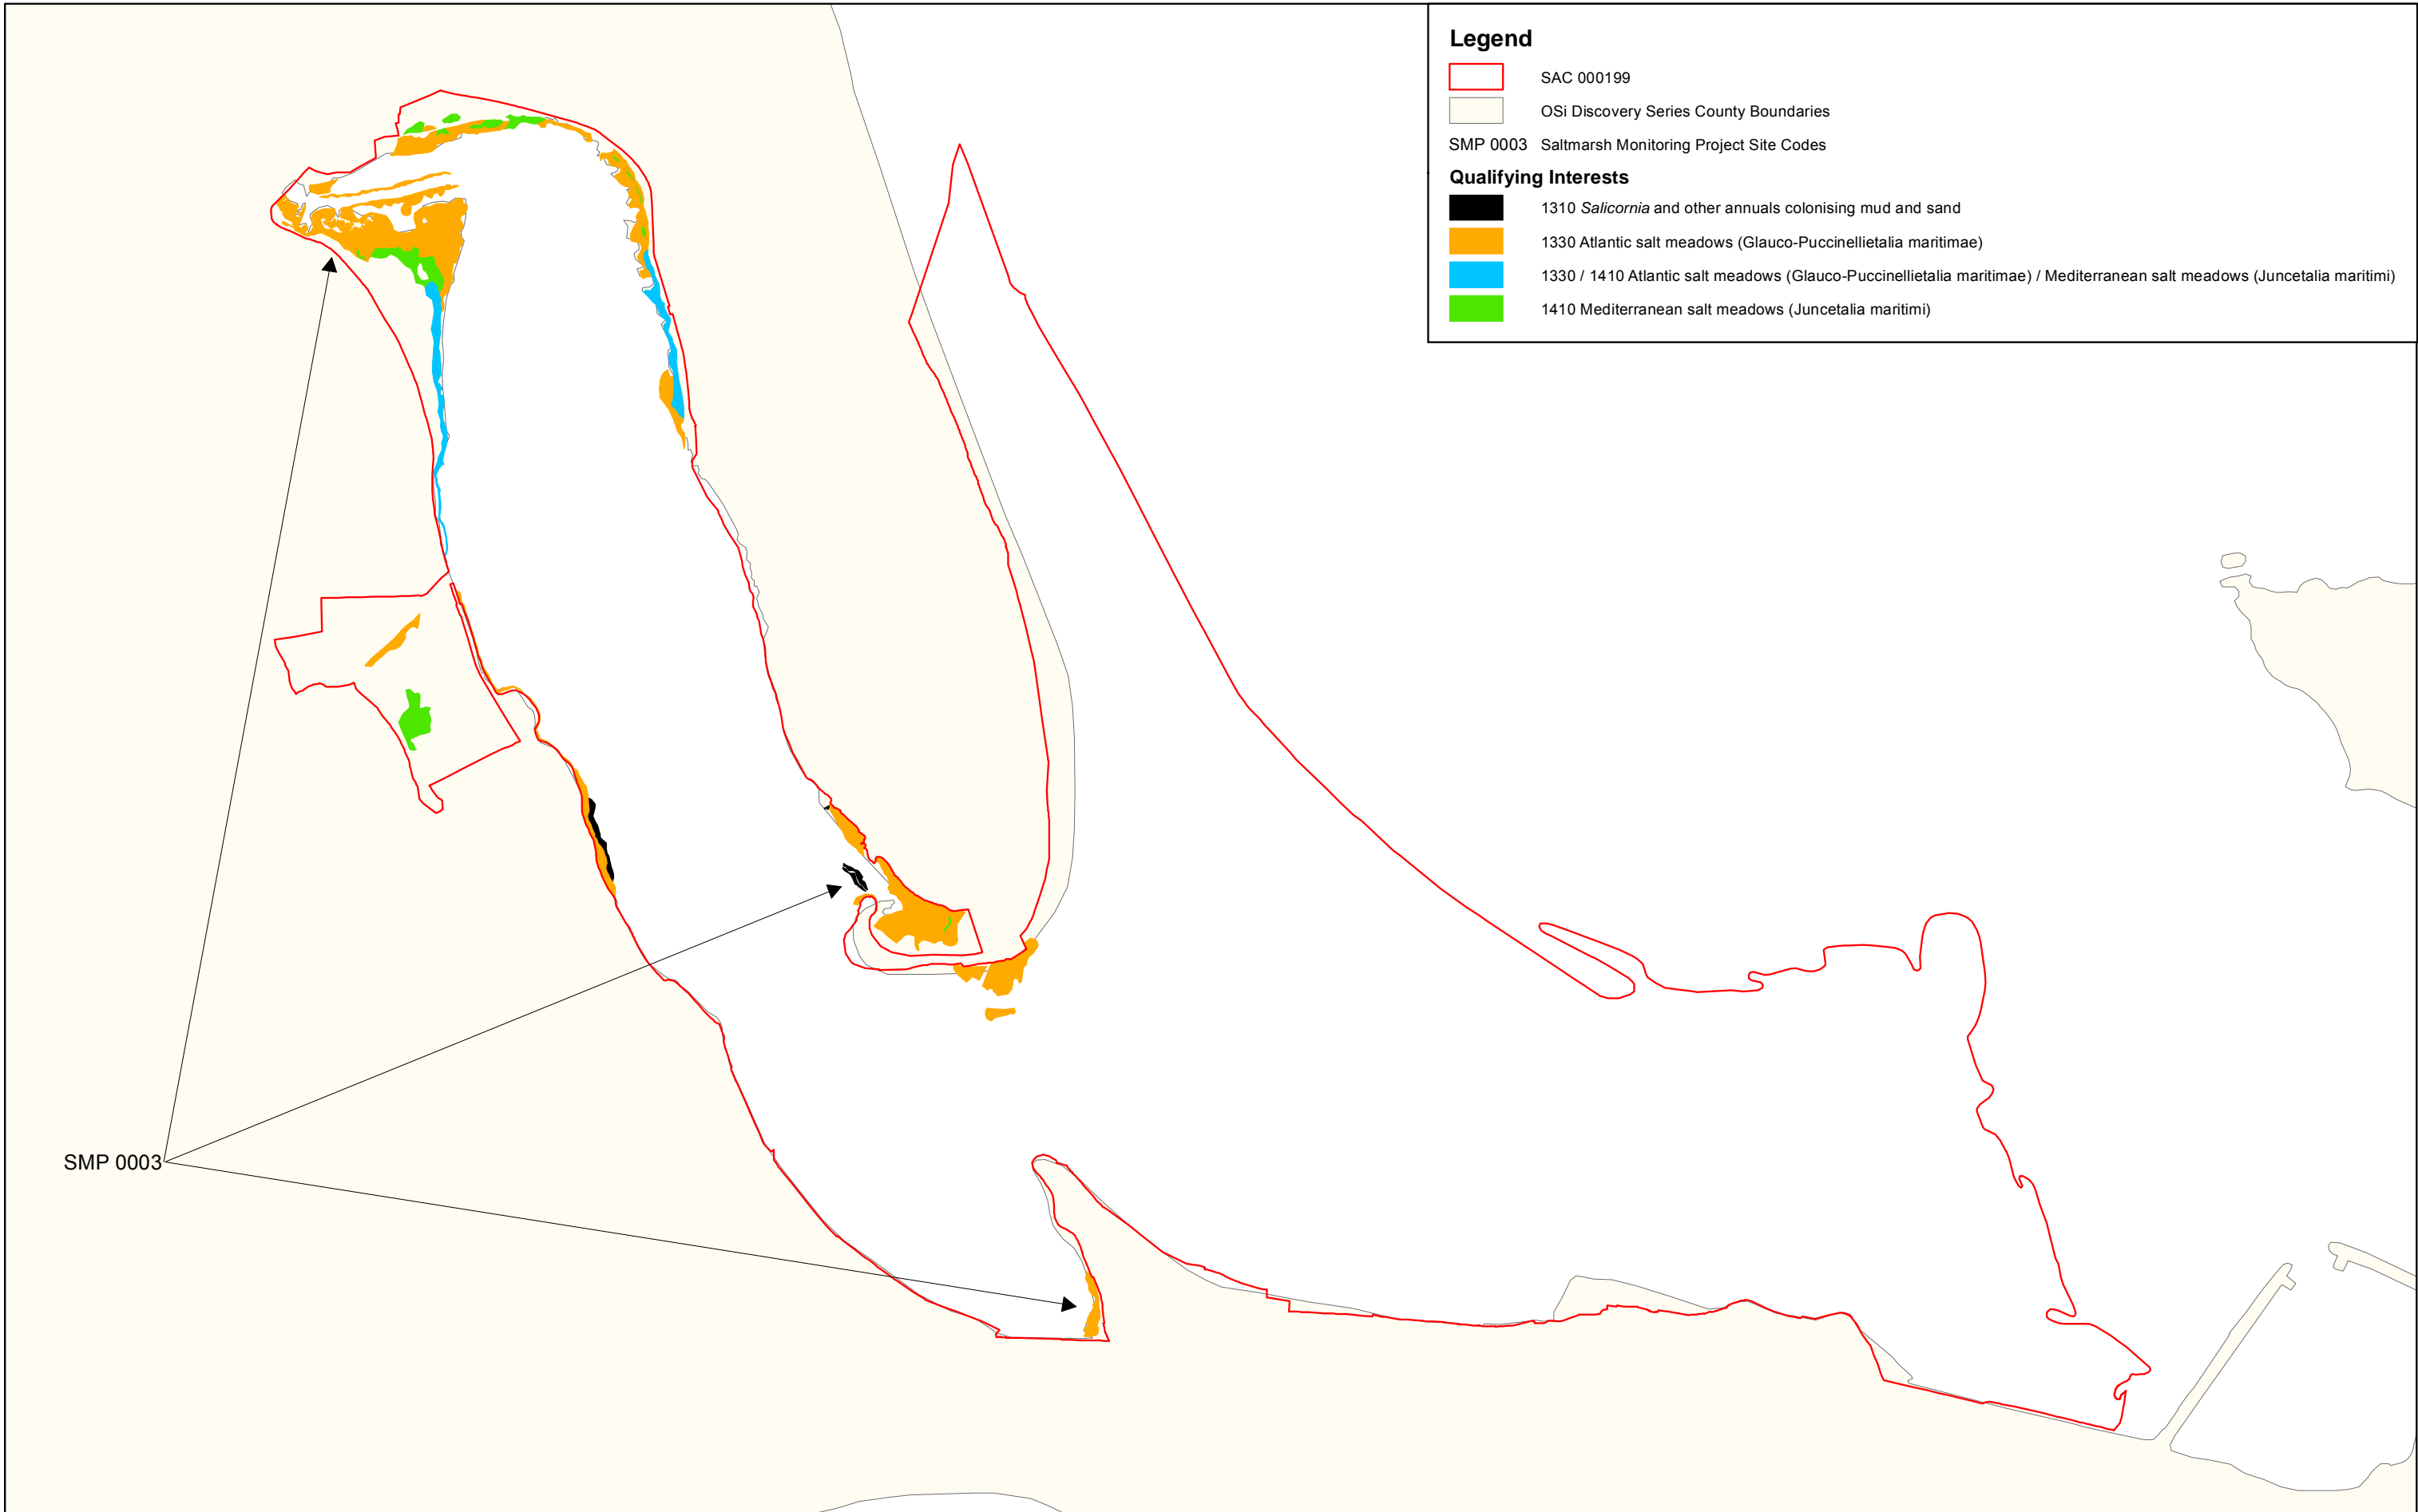 Legend
SAC 000199
OSi Discovery Series County Boundaries
SMP 0003 Saltmarsh Monitoring Project Site Codes
Qualifying Interests
1310 Salicornia and other annuals colonising mud and sand
1330 Atlantic salt meadows (Glauco-Puccinellietalia maritimae)
1330 / 1410 Atlantic salt meadows (Glauco-Puccinellietalia maritimae) / Mediterranean salt meadows (Juncetalia maritimi)
1410 Mediterranean salt meadows (Juncetalia maritimi)
SMP 0003